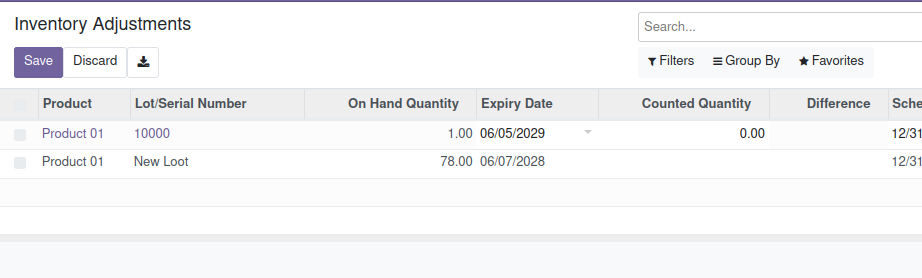 Inventory Adjustments
Search...
Save Discard
Filters Group By Favorites
Product Lot/Serial Number On Hand Quantity Expiry Date Counted Quantity Difference Sche
Product 01 10000 1.00 06/05/2029 0.00 12/31
Product 01 New Loot 78.00 06/07/2028 12/31